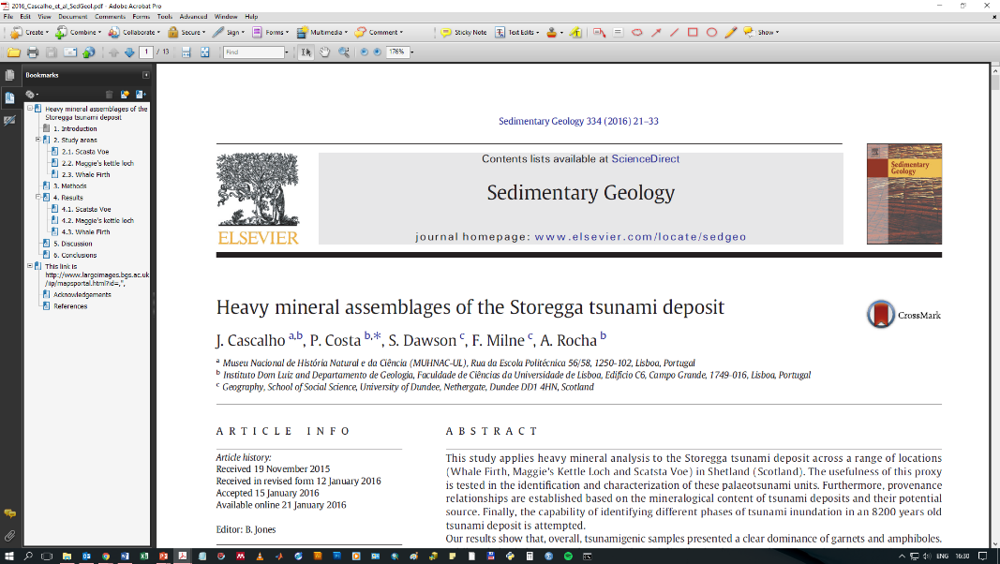 2016_Cascalho_et_al_SedGeol.pdf - Adobe Acrobat Pro
File Edit View Document Comments Forms Tools Advanced Window Help
Create Combine Collaborate Secure Sign Forms Multimedia Comment Sticky Note Text Edits Show
1 / 13 Find 176%
Bookmarks
Heavy mineral assemblages of the
Storegga tsunami deposit
1. Introduction
2. Study areas
2.1. Scasta Voe
2.2. Maggie's kettle loch
2.3. Whale Firth
3. Methods
4. Results
4.1. Scatsta Voe
4.2. Maggie's kettle loch
4.3. Whale Firth
5. Discussion
6. Conclusions
This link is
http://www.largeimages.bgs.ac.uk
/iip/mapsportal.html?id=,",
Acknowledgements
References
Sedimentary Geology 334 (2016) 21–33
Contents lists available at ScienceDirect
Sedimentary Geology
journal homepage: www.elsevier.com/locate/sedgeo
ELSEVIER
Sedimentary
Geology
Heavy mineral assemblages of the Storegga tsunami deposit
CrossMark
J. Cascalho a,b, P. Costa b,*, S. Dawson c, F. Milne c, A. Rocha b
a Museu Nacional de História Natural e da Ciência (MUHNAC-UL), Rua da Escola Politécnica 56/58, 1250-102, Lisboa, Portugal
b Instituto Dom Luiz and Departamento de Geologia, Faculdade de Ciências da Universidade de Lisboa, Edifício C6, Campo Grande, 1749-016, Lisboa, Portugal
c Geography, School of Social Science, University of Dundee, Nethergate, Dundee DD1 4HN, Scotland
ARTICLE INFO
Article history:
Received 19 November 2015
Received in revised form 12 January 2016
Accepted 15 January 2016
Available online 21 January 2016
Editor: B. Jones
ABSTRACT
This study applies heavy mineral analysis to the Storegga tsunami deposit across a range of locations
(Whale Firth, Maggie's Kettle Loch and Scatsta Voe) in Shetland (Scotland). The usefulness of this proxy
is tested in the identification and characterization of these palaeotsunami units. Furthermore, provenance
relationships are established based on the mineralogical content of tsunami deposits and their potential
source. Finally, the capability of identifying different phases of tsunami inundation in an 8200 years old
tsunami deposit is attempted.
Our results show that, overall, tsunamigenic samples presented a clear dominance of garnets and amphiboles.
ENG 16:30